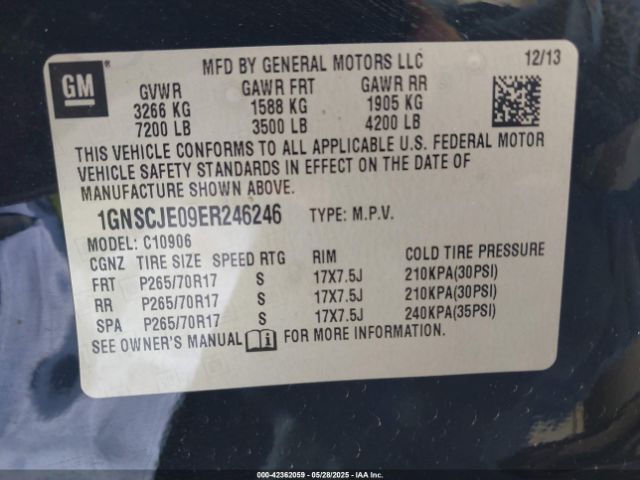 GM
MFD BY GENERAL MOTORS LLC 12/13
GVWR GAWR FRT GAWR RR
3266 KG 1588 KG 1905 KG
7200 LB 3500 LB 4200 LB
THIS VEHICLE CONFORMS TO ALL APPLICABLE U.S. FEDERAL MOTOR
VEHICLE SAFETY STANDARDS IN EFFECT ON THE DATE OF
MANUFACTURE SHOWN ABOVE.
1GNSCJE09ER246246 TYPE: M.P.V.
MODEL: C10906
CGNZ TIRE SIZE SPEED RTG RIM COLD TIRE PRESSURE
FRT P265/70R17 S 17X7.5J 210KPA(30PSI)
RR P265/70R17 S 17X7.5J 210KPA(30PSI)
SPA P265/70R17 S 17X7.5J 240KPA(35PSI)
SEE OWNER'S MANUAL FOR MORE INFORMATION.
000-42362059 - 05/28/2025 - IAAI.COM